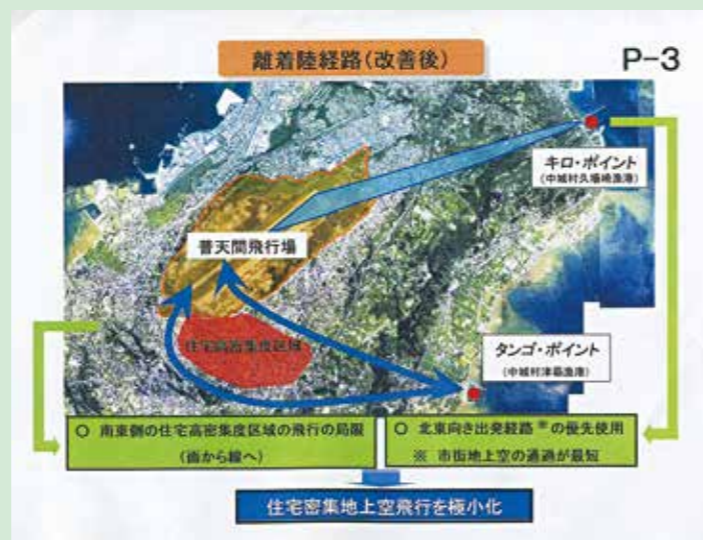 離着陸経路（改善後）
P-3
キロ・ポイント
（中城村久場崎漁港）
普天間飛行場
住宅高密集度区域
タンゴ・ポイント
（中城村津覇漁港）
○ 南東側の住宅高密集度区域の飛行の局限
（面から線へ）
○ 北東向き出発経路※の優先使用
※ 市街地上空の通過が最短
住宅密集地上空飛行を極小化